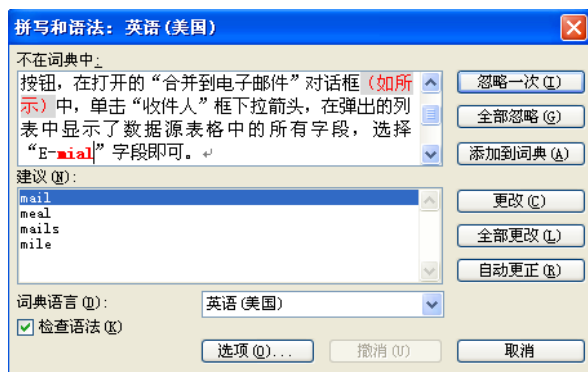 拼写和语法: 英语(美国)
不在词典中:
按钮，在打开的“合并到电子邮件”对话框（如所
示）中，单击“收件人”框下拉箭头，在弹出的列
表中显示了数据源表格中的所有字段，选择
“E-mial”字段即可。↵
忽略一次(I)
全部忽略(G)
添加到词典(A)
建议(N):
mail
meal
mails
mile
更改(C)
全部更改(L)
自动更正(R)
词典语言(D):
英语(美国)
检查语法(K)
选项(O)...
撤消(U)
取消